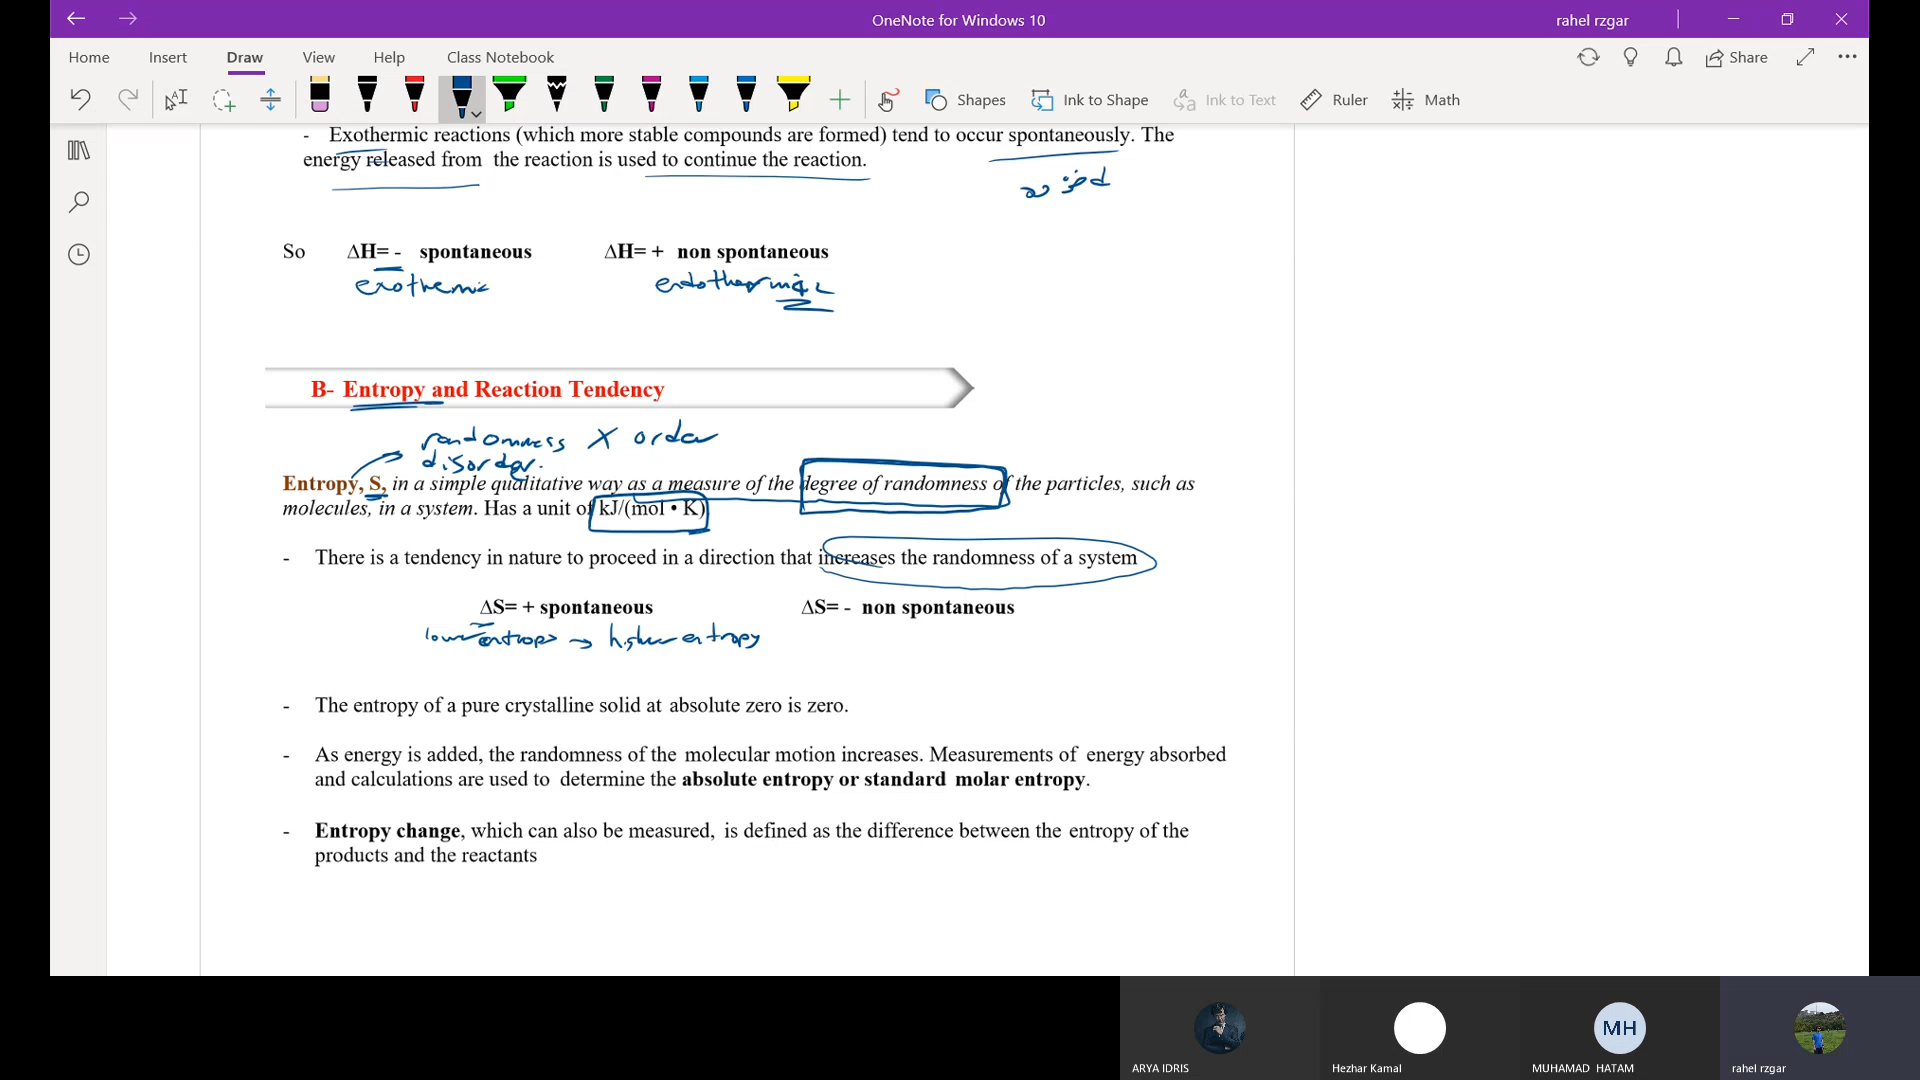 OneNote for Windows 10
rahel rzgar
Home Insert Draw View Help Class Notebook
Share
Shapes Ink to Shape Ink to Text Ruler Math
- Exothermic reactions (which more stable compounds are formed) tend to occur spontaneously. The
energy released from the reaction is used to continue the reaction.
So ∆H= - spontaneous ∆H= + non spontaneous
exothermic endothermic
B- Entropy and Reaction Tendency
randomness X order
disorder.
Entropy, S, in a simple qualitative way as a measure of the degree of randomness of the particles, such as
molecules, in a system. Has a unit of kJ/(mol • K)
- There is a tendency in nature to proceed in a direction that increases the randomness of a system
∆S= + spontaneous ∆S= - non spontaneous
lower entropy → higher entropy
- The entropy of a pure crystalline solid at absolute zero is zero.
- As energy is added, the randomness of the molecular motion increases. Measurements of energy absorbed
and calculations are used to determine the absolute entropy or standard molar entropy.
- Entropy change, which can also be measured, is defined as the difference between the entropy of the
products and the reactants
MH
ARYA IDRIS Hezhar Kamal MUHAMAD HATAM rahel rzgar